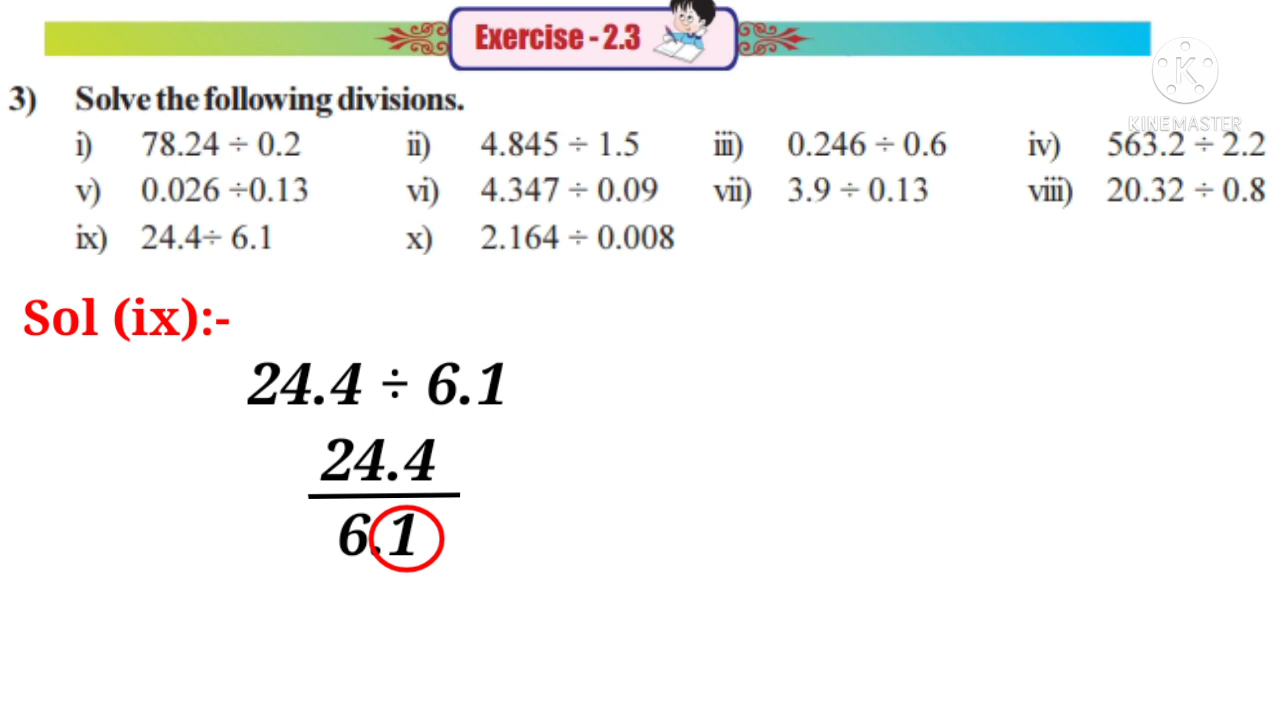 Exercise - 2.3
K
KINEMASTER
3) Solve the following divisions.
i) 78.24 ÷ 0.2 ii) 4.845 ÷ 1.5 iii) 0.246 ÷ 0.6 iv) 563.2 ÷ 2.2
v) 0.026 ÷0.13 vi) 4.347 ÷ 0.09 vii) 3.9 ÷ 0.13 viii) 20.32 ÷ 0.8
ix) 24.4÷ 6.1 x) 2.164 ÷ 0.008
Sol (ix):-
24.4 ÷ 6.1
24.4
6.1